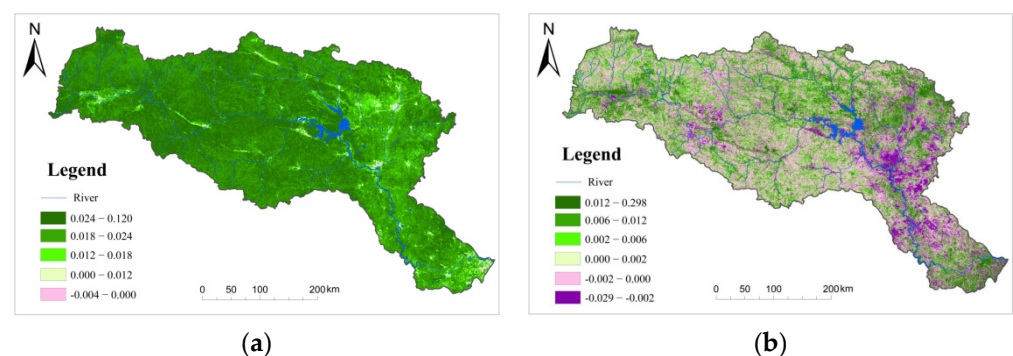 N
Legend
River
0.024 − 0.120
0.018 − 0.024
0.012 − 0.018
0.000 − 0.012
-0.004 − 0.000
0 50 100 200 km
(a)
N
Legend
River
0.012 − 0.298
0.006 − 0.012
0.002 − 0.006
0.000 − 0.002
-0.002 − 0.000
-0.029 − -0.002
0 50 100 200 km
(b)